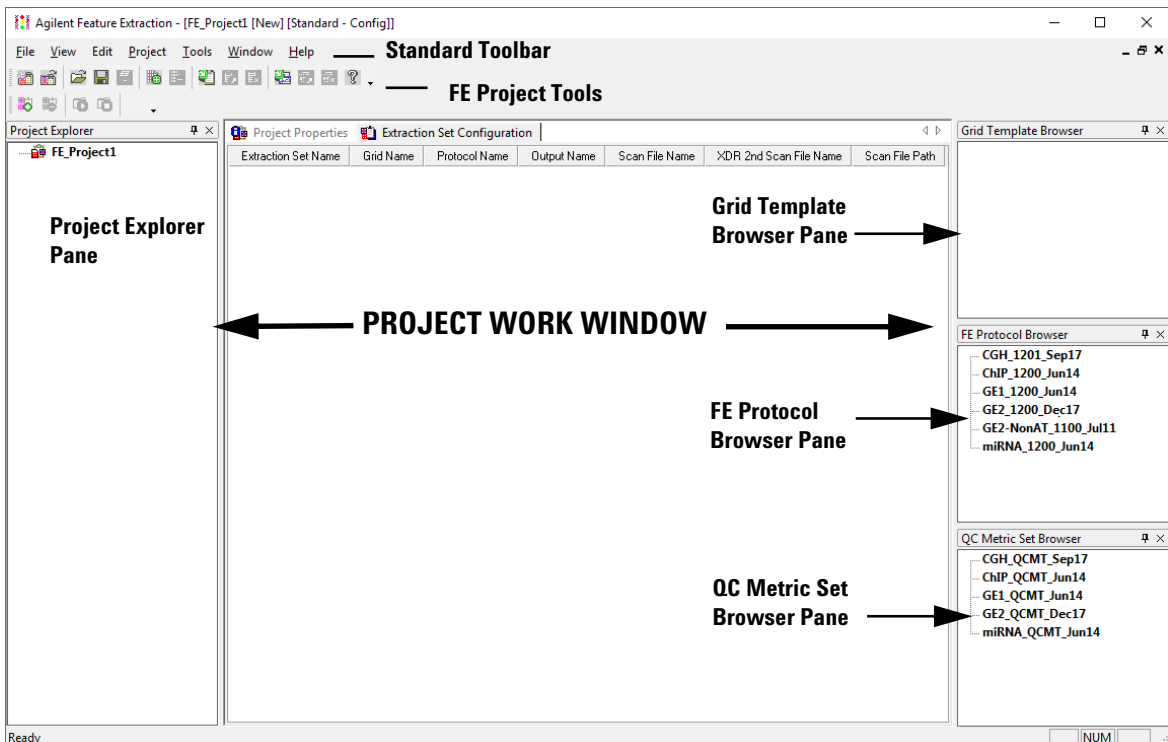 Agilent Feature Extraction - [FE_Project1 [New] [Standard - Config]]
File View Edit Project Tools Window Help
Standard Toolbar
FE Project Tools
Project Explorer
FE_Project1
Project Explorer
Pane
Project Properties Extraction Set Configuration
Extraction Set Name Grid Name Protocol Name Output Name Scan File Name XDR 2nd Scan File Name Scan File Path
Grid Template
Browser Pane
PROJECT WORK WINDOW
FE Protocol
Browser Pane
QC Metric Set
Browser Pane
Grid Template Browser
FE Protocol Browser
CGH_1201_Sep17
ChIP_1200_Jun14
GE1_1200_Jun14
GE2_1200_Dec17
GE2-NonAT_1100_Jul11
miRNA_1200_Jun14
QC Metric Set Browser
CGH_QCMT_Sep17
ChIP_QCMT_Jun14
GE1_QCMT_Jun14
GE2_QCMT_Dec17
miRNA_QCMT_Jun14
Ready
NUM